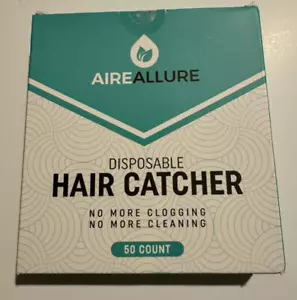 AIREALLURE
DISPOSABLE
HAIR CATCHER
NO MORE CLOGGING
NO MORE CLEANING
50 COUNT